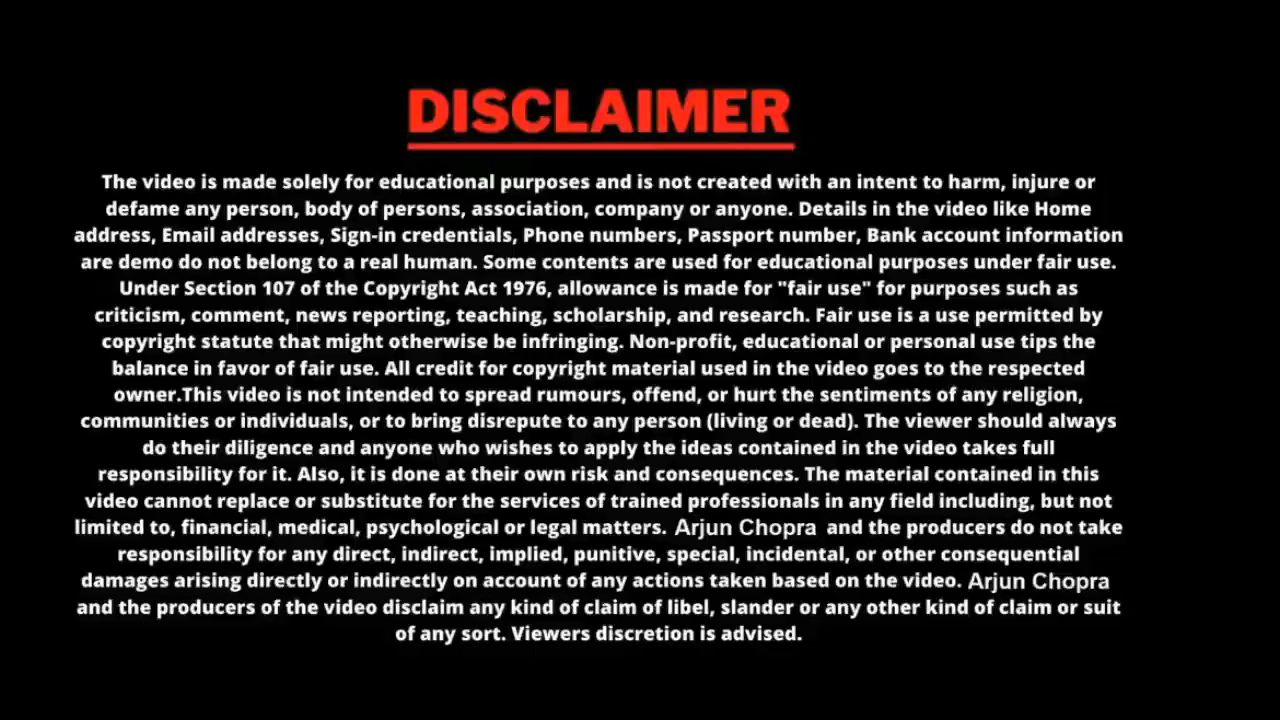 DISCLAIMER
The video is made solely for educational purposes and is not created with an intent to harm, injure or
defame any person, body of persons, association, company or anyone. Details in the video like Home
address, Email addresses, Sign-in credentials, Phone numbers, Passport number, Bank account information
are demo do not belong to a real human. Some contents are used for educational purposes under fair use.
Under Section 107 of the Copyright Act 1976, allowance is made for "fair use" for purposes such as
criticism, comment, news reporting, teaching, scholarship, and research. Fair use is a use permitted by
copyright statute that might otherwise be infringing. Non-profit, educational or personal use tips the
balance in favor of fair use. All credit for copyright material used in the video goes to the respected
owner.This video is not intended to spread rumours, offend, or hurt the sentiments of any religion,
communities or individuals, or to bring disrepute to any person (living or dead). The viewer should always
do their diligence and anyone who wishes to apply the ideas contained in the video takes full
responsibility for it. Also, it is done at their own risk and consequences. The material contained in this
video cannot replace or substitute for the services of trained professionals in any field including, but not
limited to, financial, medical, psychological or legal matters. Arjun Chopra and the producers do not take
responsibility for any direct, indirect, implied, punitive, special, incidental, or other consequential
damages arising directly or indirectly on account of any actions taken based on the video. Arjun Chopra
and the producers of the video disclaim any kind of claim of libel, slander or any other kind of claim or suit
of any sort. Viewers discretion is advised.